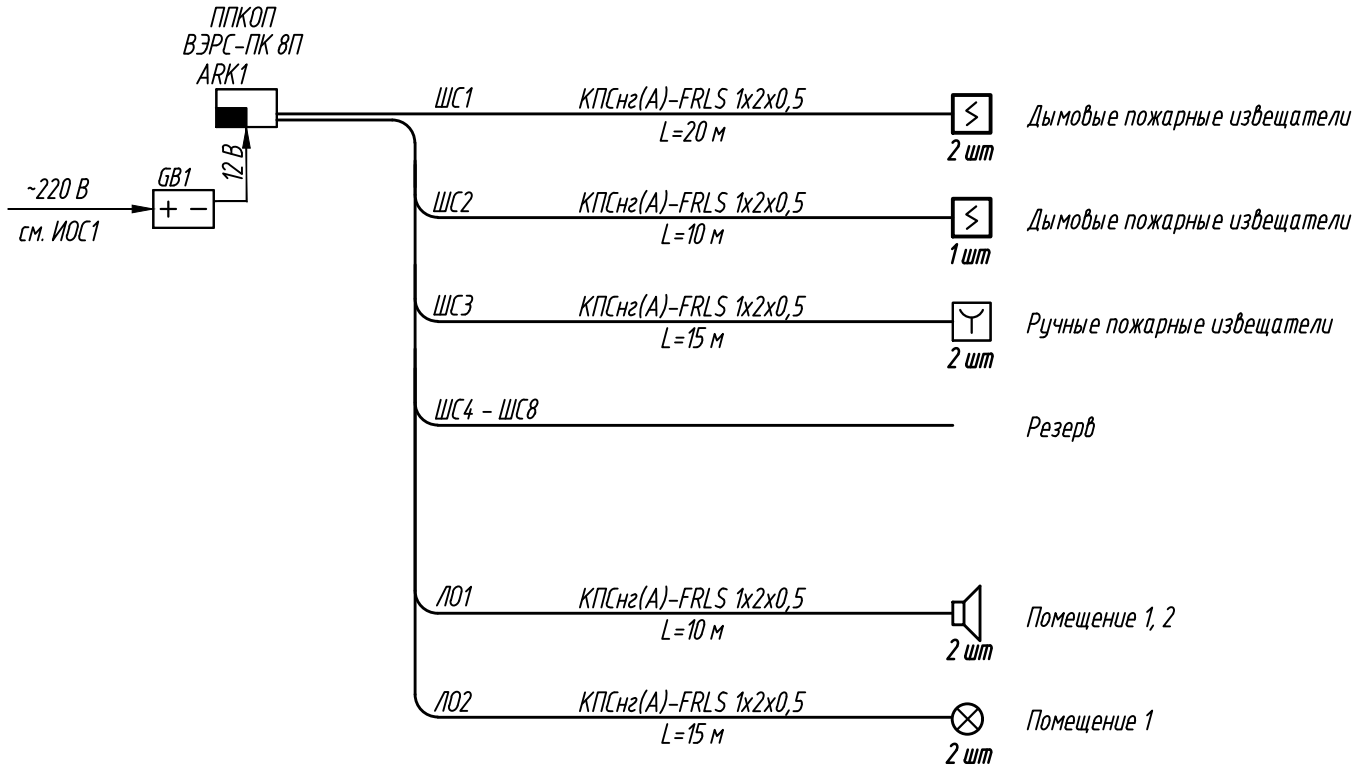 ППКОП
ВЭРС-ПК 8П
ARK1
12 В
GB1
~220 В
+ -
см. ИОС1
ШС1
КПСнг(А)-FRLS 1х2х0,5
L=20 м
2 шт
Дымовые пожарные извещатели
ШС2
КПСнг(А)-FRLS 1х2х0,5
L=10 м
1 шт
Дымовые пожарные извещатели
ШС3
КПСнг(А)-FRLS 1х2х0,5
L=15 м
2 шт
Ручные пожарные извещатели
ШС4 - ШС8
Резерв
ЛО1
КПСнг(А)-FRLS 1х2х0,5
L=10 м
2 шт
Помещение 1, 2
ЛО2
КПСнг(А)-FRLS 1х2х0,5
L=15 м
2 шт
Помещение 1